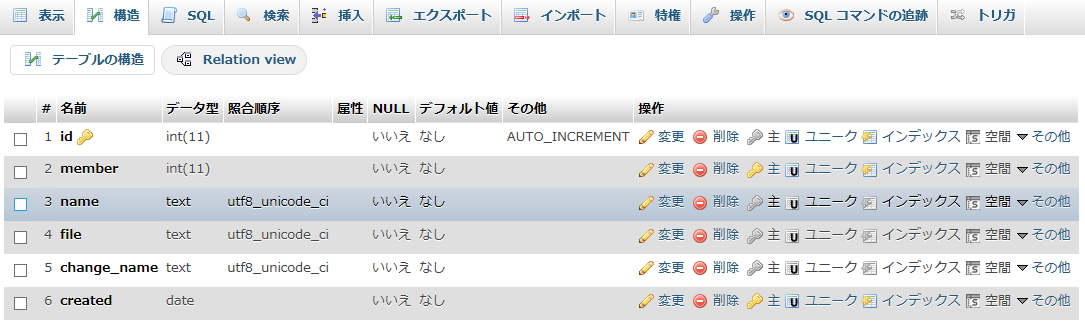 表示 構造 SQL 検索 挿入 エクスポート インポート 特権 操作 SQL コマンドの追跡 トリガ
テーブルの構造 Relation view
# 名前 データ型 照合順序 属性 NULL デフォルト値 その他 操作
1 id int(11) いいえ なし AUTO_INCREMENT 変更 削除 主 U ユニーク インデックス S 空間 その他
2 member int(11) いいえ なし 変更 削除 主 U ユニーク インデックス S 空間 その他
3 name text utf8_unicode_ci いいえ なし 変更 削除 主 U ユニーク インデックス S 空間 その他
4 file text utf8_unicode_ci いいえ なし 変更 削除 主 U ユニーク インデックス S 空間 その他
5 change_name text utf8_unicode_ci いいえ なし 変更 削除 主 U ユニーク インデックス S 空間 その他
6 created date いいえ なし 変更 削除 主 U ユニーク インデックス S 空間 その他